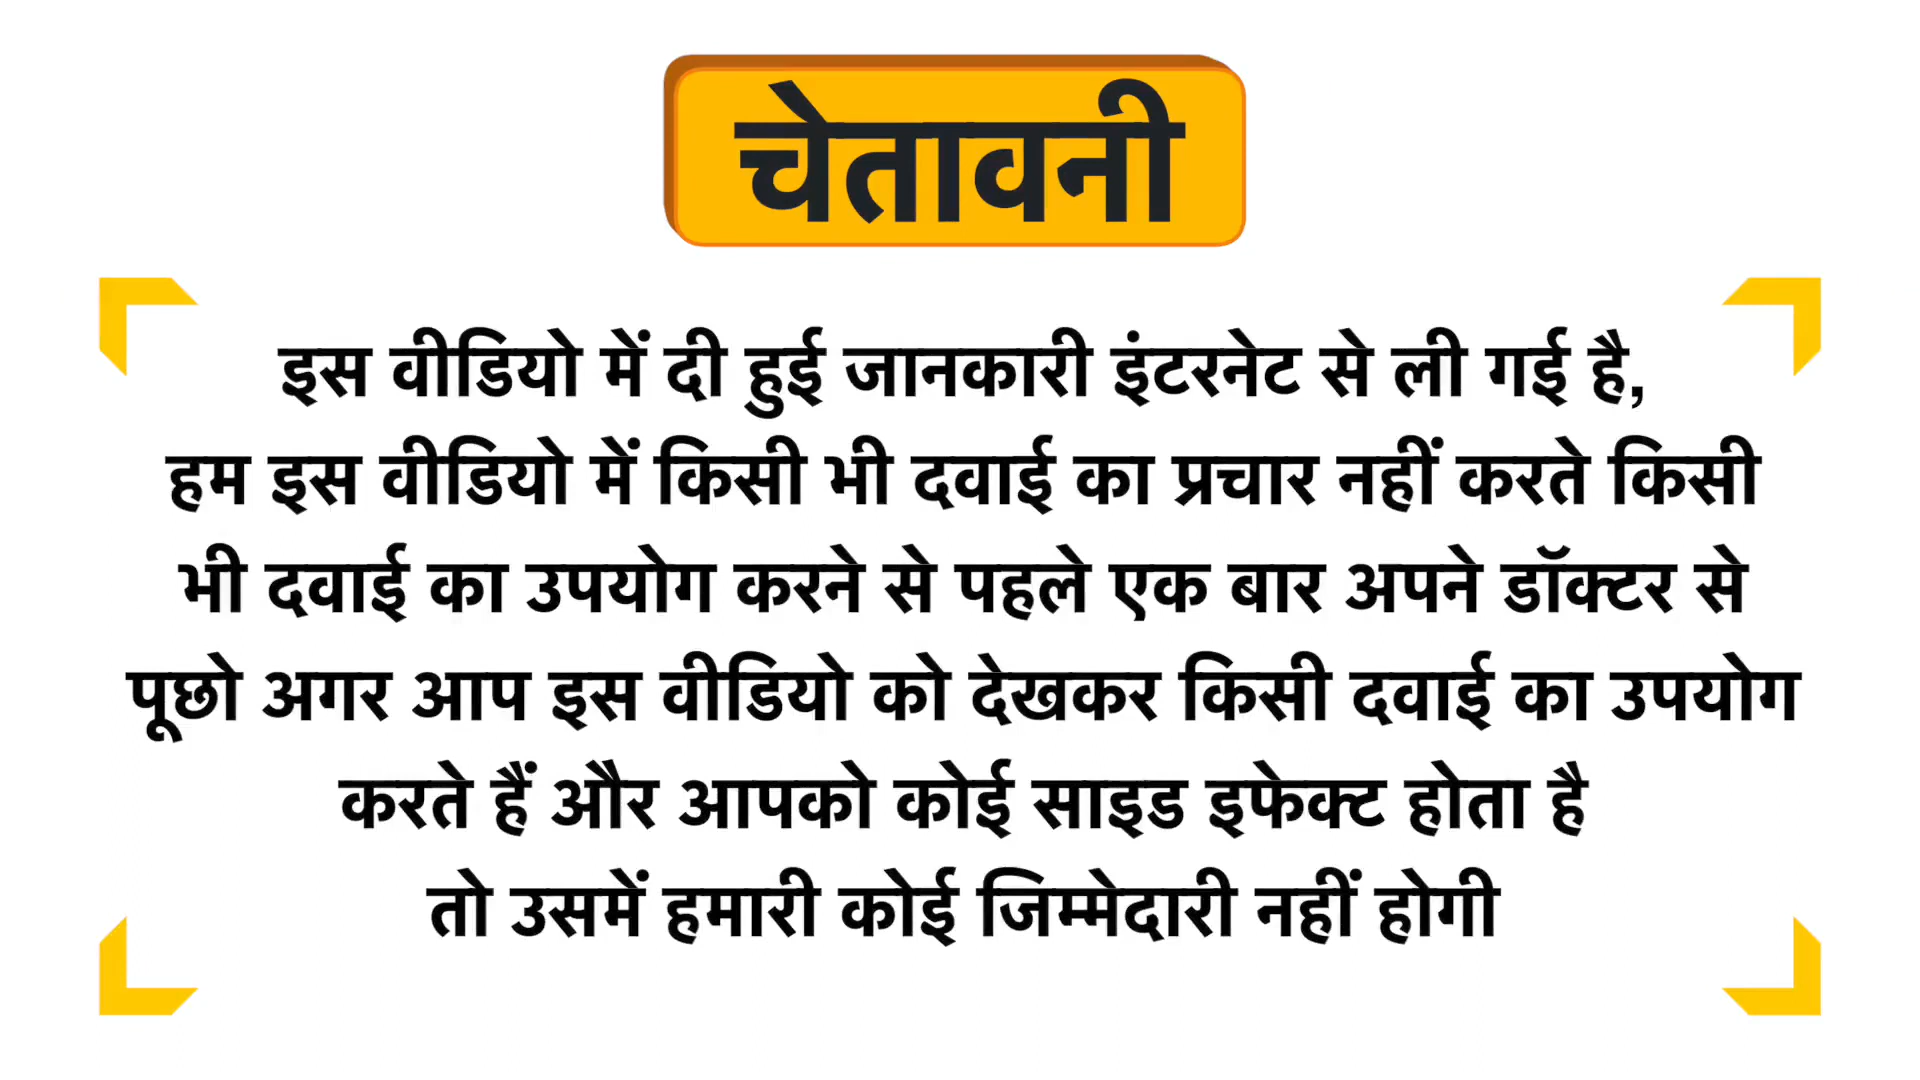 चेतावनी
इस वीडियो में दी हुई जानकारी इंटरनेट से ली गई है,
हम इस वीडियो में किसी भी दवाई का प्रचार नहीं करते किसी
भी दवाई का उपयोग करने से पहले एक बार अपने डॉक्टर से
पूछो अगर आप इस वीडियो को देखकर किसी दवाई का उपयोग
करते हैं और आपको कोई साइड इफेक्ट होता है
तो उसमें हमारी कोई जिम्मेदारी नहीं होगी